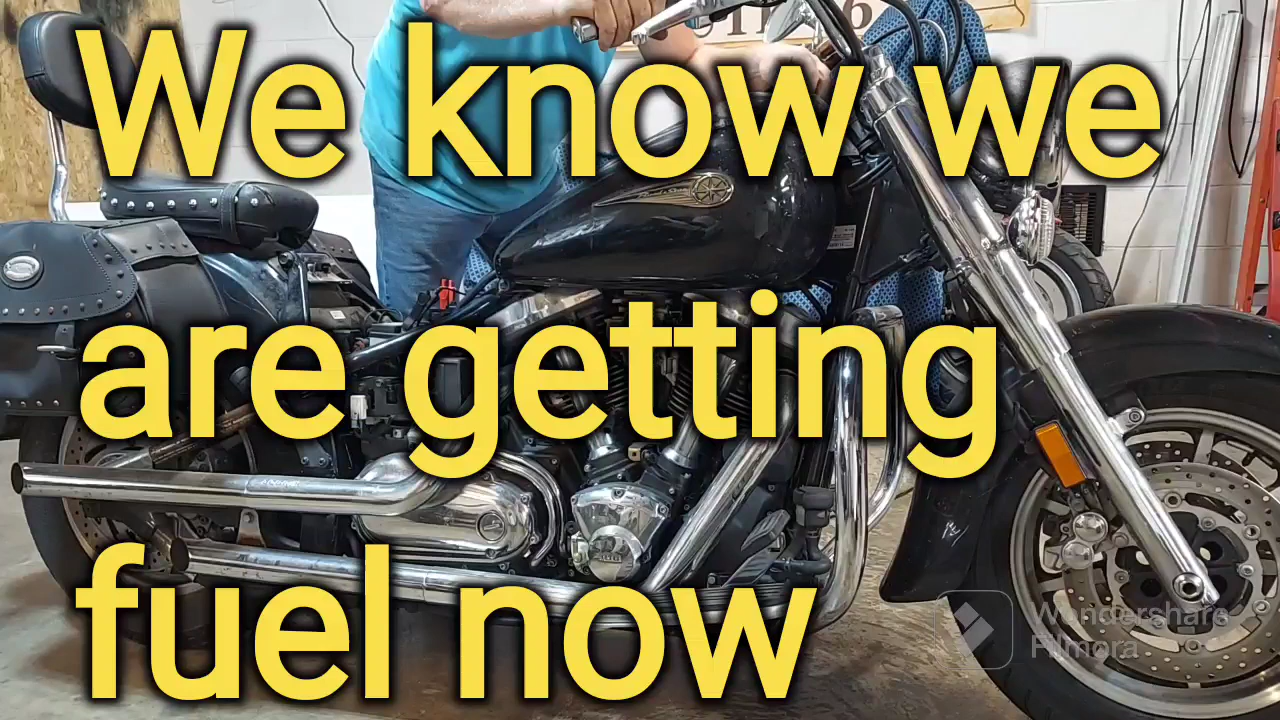 We know we
are getting
fuel now
Wondershare
Filmora